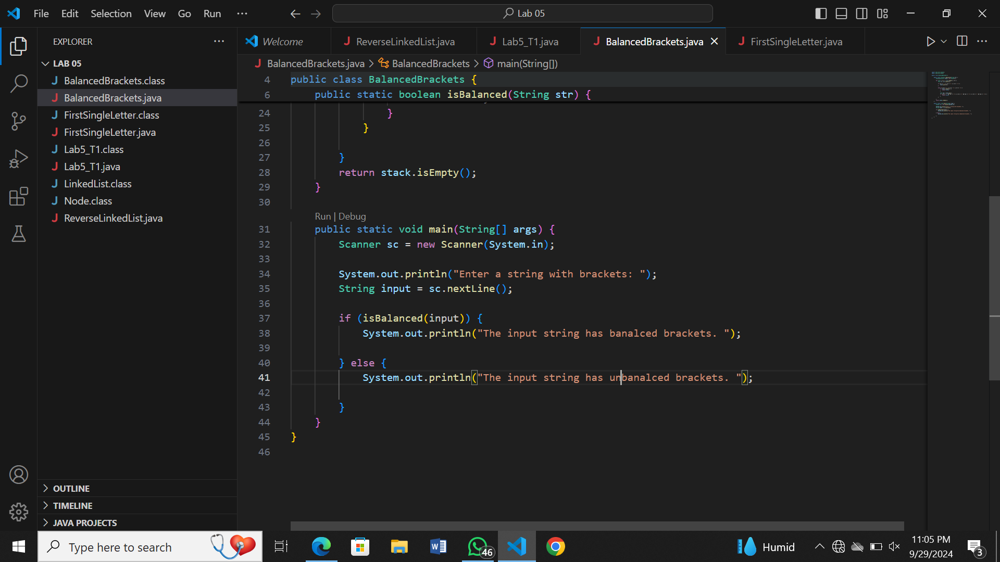 File Edit Selection View Go Run ···
Lab 05
EXPLORER ···
LAB 05
BalancedBrackets.class
BalancedBrackets.java
FirstSingleLetter.class
FirstSingleLetter.java
Lab5_T1.class
Lab5_T1.java
LinkedList.class
Node.class
ReverseLinkedList.java
OUTLINE
TIMELINE
JAVA PROJECTS
Welcome ReverseLinkedList.java Lab5_T1.java BalancedBrackets.java FirstSingleLetter.java
BalancedBrackets.java > BalancedBrackets > main(String[])
4 public class BalancedBrackets {
6 public static boolean isBalanced(String str) {
24 }
25 }
26
27 }
28 return stack.isEmpty();
29 }
30
Run | Debug
31 public static void main(String[] args) {
32 Scanner sc = new Scanner(System.in);
33
34 System.out.println("Enter a string with brackets: ");
35 String input = sc.nextLine();
36
37 if (isBalanced(input)) {
38 System.out.println("The input string has banalced brackets. ");
39
40 } else {
41 System.out.println("The input string has unbanalced brackets. ");
42
43 }
44 }
45 }
46
Type here to search
46
Humid
11:05 PM
9/29/2024
3